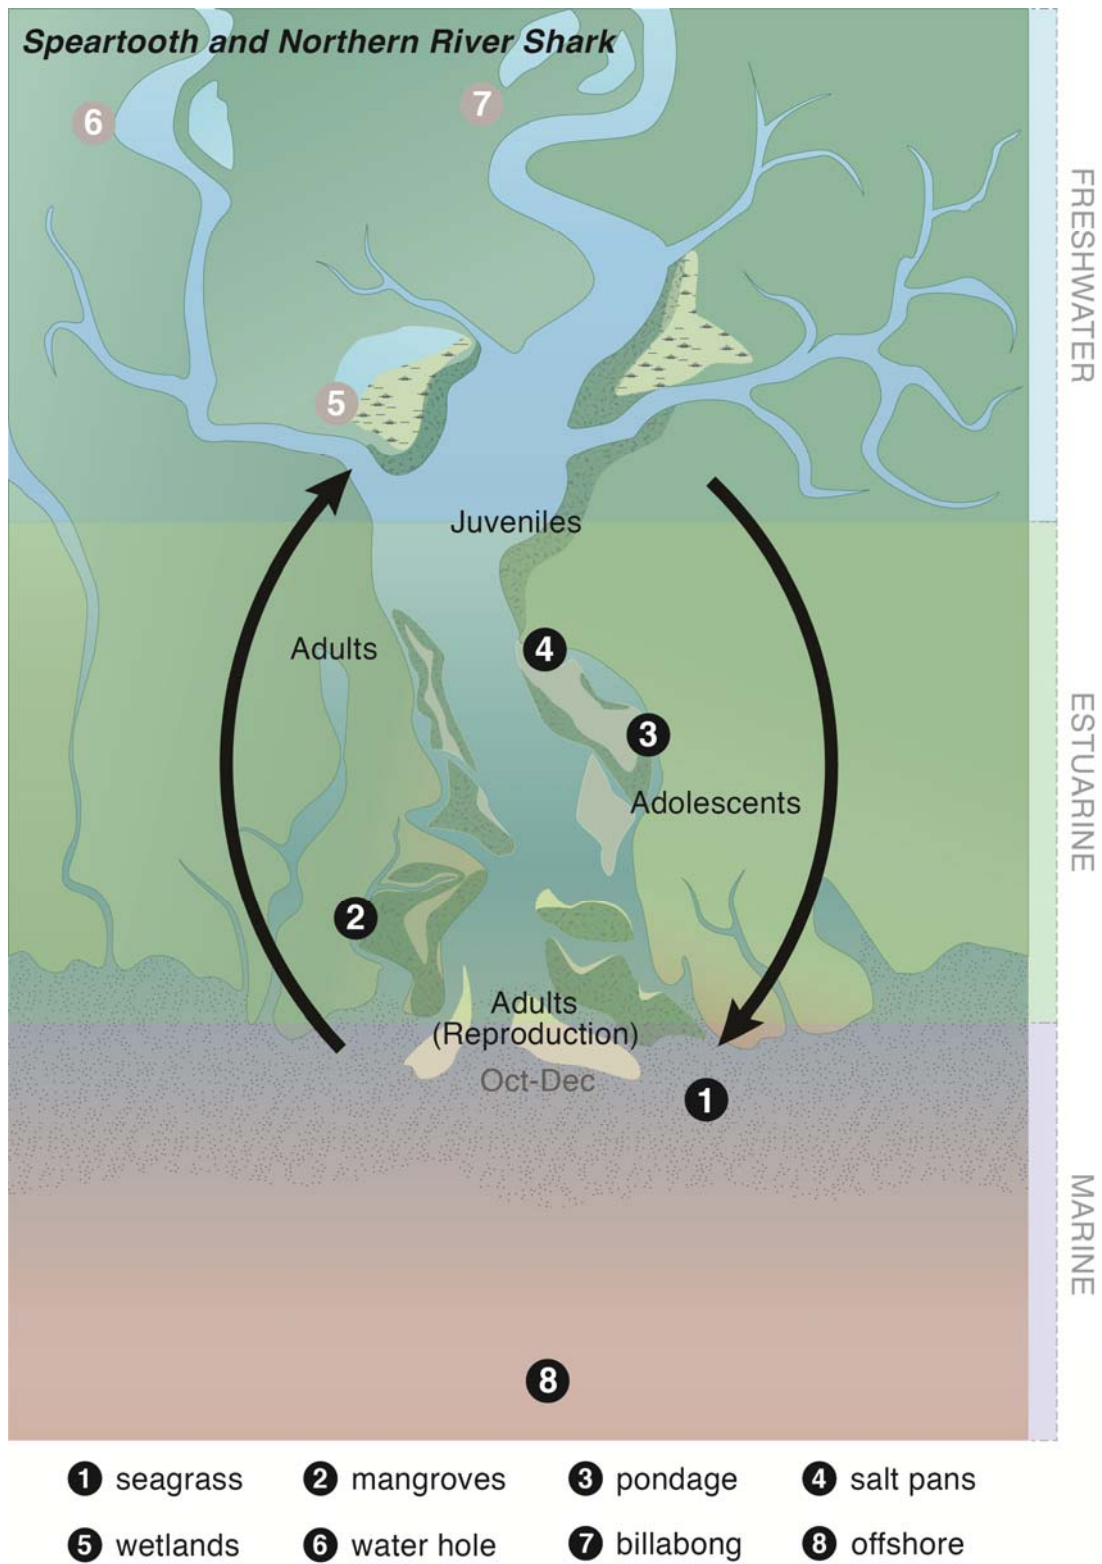 Speartooth and Northern River Shark
6
7
FRESHWATER
5
Juveniles
Adults
4
3
Adolescents
ESTUARINE
2
Adults
(Reproduction)
Oct-Dec
1
MARINE
8
1 seagrass 2 mangroves 3 pondage 4 salt pans
5 wetlands 6 water hole 7 billabong 8 offshore